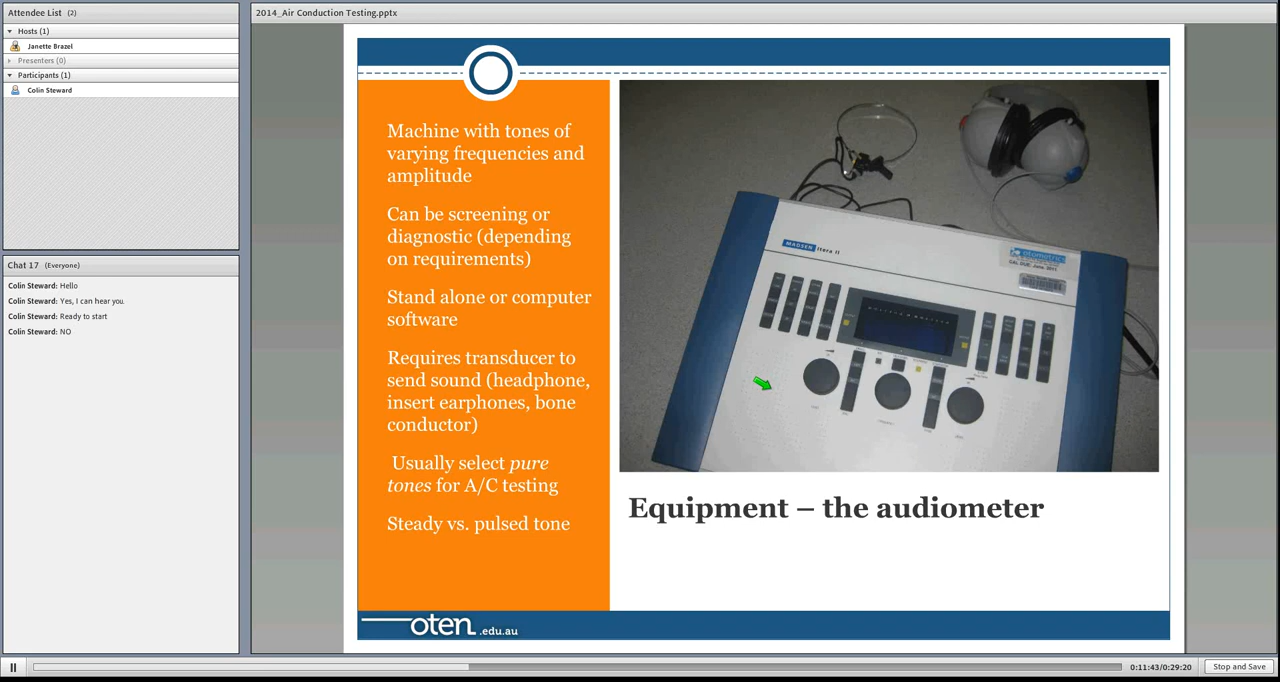 Attendee List (2)
Hosts (1)
Janette Brazel
Presenters (0)
Participants (1)
Colin Steward
Chat 17 (Everyone)
Colin Steward: Hello
Colin Steward: Yes, I can hear you.
Colin Steward: Ready to start
Colin Steward: NO
2014_Air Conduction Testing.pptx
Machine with tones of
varying frequencies and
amplitude
Can be screening or
diagnostic (depending
on requirements)
Stand alone or computer
software
Requires transducer to
send sound (headphone,
insert earphones, bone
conductor)
Usually select pure
tones for A/C testing
Steady vs. pulsed tone
MADSEN Itera II
otometrics
CAL DUE: June. 2011
Equipment – the audiometer
oten.edu.au
0:11:43/0:29:20
Stop and Save